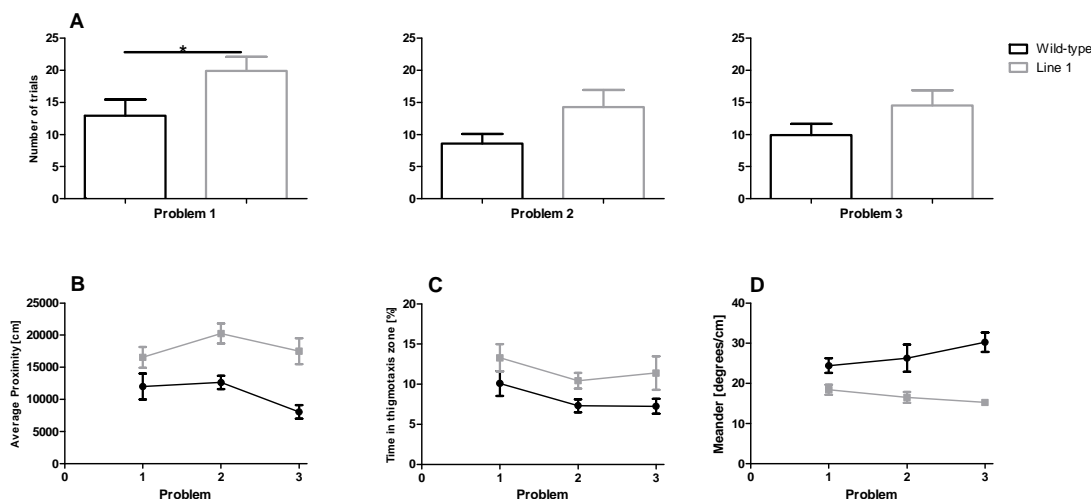 A
Number of trials
25
20
15
10
5
0
*
Problem 1
25
20
15
10
5
0
Problem 2
25
20
15
10
5
0
Problem 3
Wild-type
Line 1
B
Average Proximity [cm]
25000
20000
15000
10000
5000
0
0 1 2 3
Problem
C
Time in thigmotaxis zone [%]
20
15
10
5
0
0 1 2 3
Problem
D
Meander [degrees/cm]
40
30
20
10
0
0 1 2 3
Problem